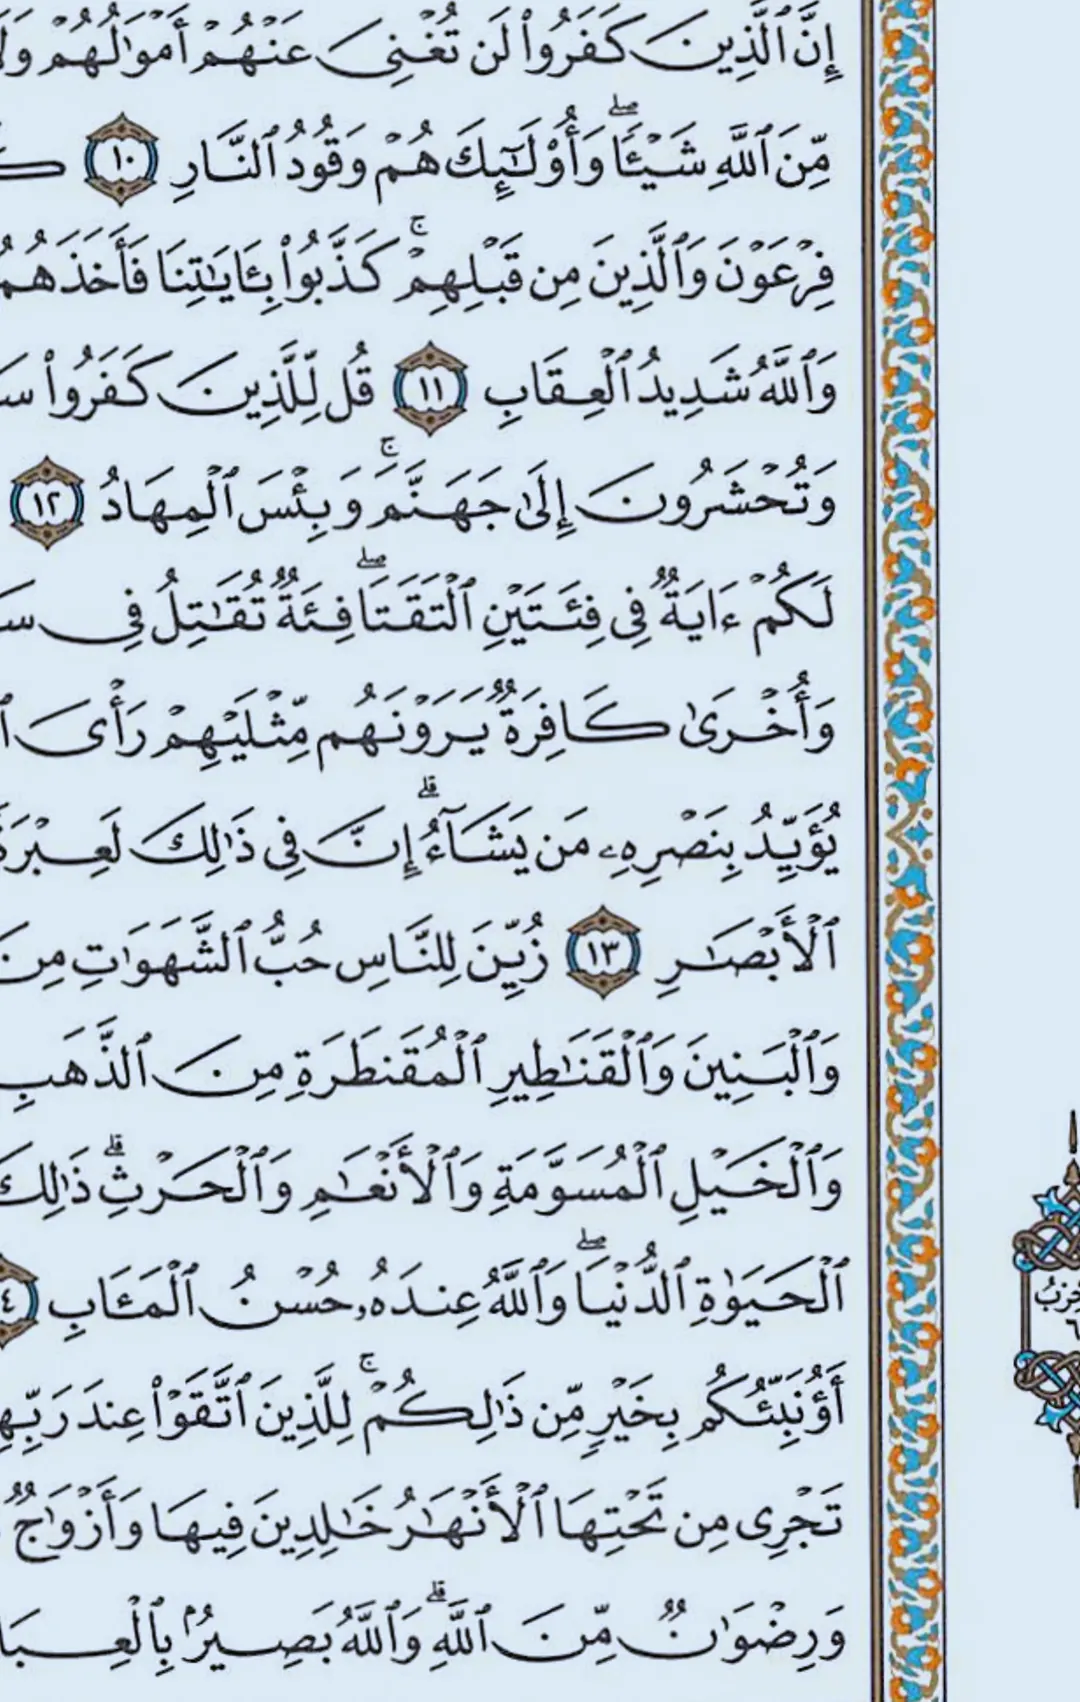 إِنَّ ٱلَّذِينَ كَفَرُوا۟ لَن تُغْنِىَ عَنْهُمْ أَمْوَٰلُهُمْ
مِّنَ ٱللَّهِ شَيْـًٔا ۖ وَأُو۟لَـٰٓئِكَ هُمْ وَقُودُ ٱلنَّارِ ١٠
فِرْعَوْنَ وَٱلَّذِينَ مِن قَبْلِهِمْ ۚ كَذَّبُوا۟ بِـَٔايَـٰتِنَا فَأَخَذَهُمُ
وَٱللَّهُ شَدِيدُ ٱلْعِقَابِ ١١ قُل لِّلَّذِينَ كَفَرُوا۟
وَتُحْشَرُونَ إِلَىٰ جَهَنَّمَ ۚ وَبِئْسَ ٱلْمِهَادُ ١٢
لَكُمْ ءَايَةٌ فِى فِئَتَيْنِ ٱلْتَقَتَا ۖ فِئَةٌ تُقَـٰتِلُ فِى
وَأُخْرَىٰ كَافِرَةٌ يَرَوْنَهُم مِّثْلَيْهِمْ رَأْىَ
يُؤَيِّدُ بِنَصْرِهِۦ مَن يَشَآءُ ۗ إِنَّ فِى ذَٰلِكَ لَعِبْرَةً
ٱلْأَبْصَـٰرِ ١٣ زُيِّنَ لِلنَّاسِ حُبُّ ٱلشَّهَوَٰتِ مِنَ
وَٱلْبَنِينَ وَٱلْقَنَـٰطِيرِ ٱلْمُقَنطَرَةِ مِنَ ٱلذَّهَبِ
وَٱلْخَيْلِ ٱلْمُسَوَّمَةِ وَٱلْأَنْعَـٰمِ وَٱلْحَرْثِ ۗ ذَٰلِكَ
ٱلْحَيَوٰةِ ٱلدُّنْيَا ۖ وَٱللَّهُ عِندَهُۥ حُسْنُ ٱلْمَـَٔابِ
أَؤُنَبِّئُكُم بِخَيْرٍ مِّن ذَٰلِكُمْ ۚ لِلَّذِينَ ٱتَّقَوْا۟ عِندَ
تَجْرِى مِن تَحْتِهَا ٱلْأَنْهَـٰرُ خَـٰلِدِينَ فِيهَا وَأَزْوَٰجٌ
وَرِضْوَٰنٌ مِّنَ ٱللَّهِ ۗ وَٱللَّهُ بَصِيرٌۢ